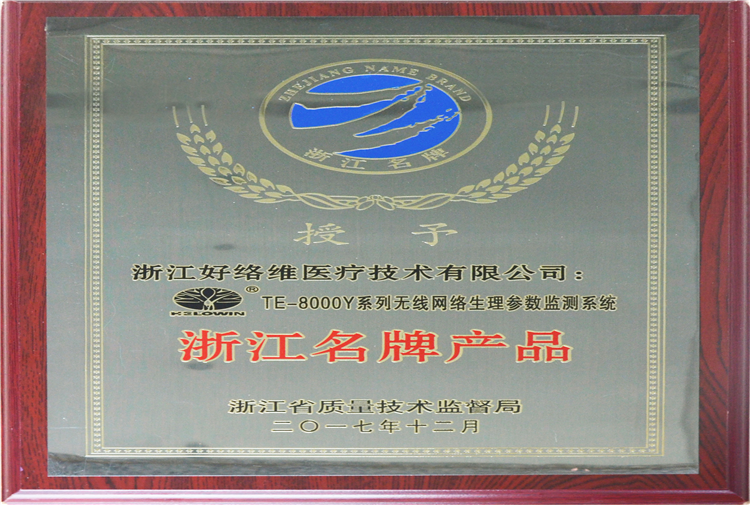 ZHEJIANG NAME BRAND
浙江名牌
授予
浙江好络维医疗技术有限公司：
KELOWIN® TE-8000Y系列无线网络生理参数监测系统
浙江名牌产品
浙江省质量技术监督局
二〇一七年十二月